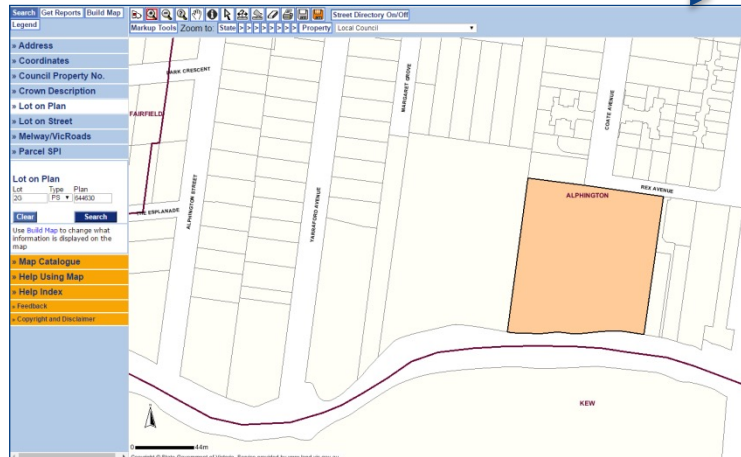 Search Get Reports Build Map
Legend
Street Directory On/Off
Markup Tools Zoom to: State > > > > > > > > Property Local Council
» Address
» Coordinates
» Council Property No.
» Crown Description
» Lot on Plan
» Lot on Street
» Melway/VicRoads
» Parcel SPI
Lot on Plan
Lot Type Plan
2G PS 644630
Clear Search
Use Build Map to change what
information is displayed on the
map
» Map Catalogue
» Help Using Map
» Help Index
» Feedback
» Copyright and Disclaimer
PARK CRESCENT
FAIRFIELD
THE ESPLANADE
ALPHINGTON STREET
YARRAFORD AVENUE
MARGARET GROVE
COATE AVENUE
REX AVENUE
ALPHINGTON
KEW
0 44m